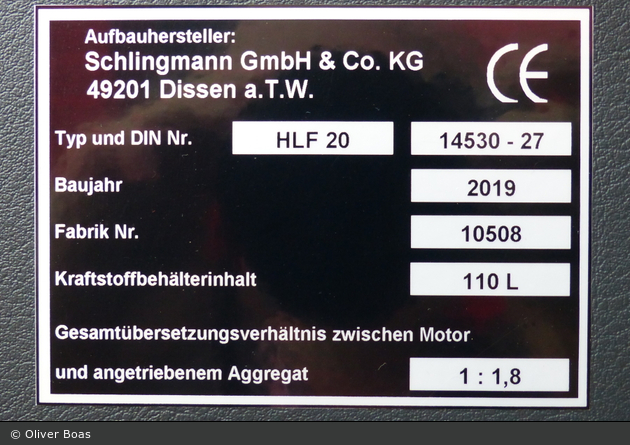 Aufbauhersteller:
Schlingmann GmbH & Co. KG
49201 Dissen a.T.W.
CE
Typ und DIN Nr. HLF 20 14530 - 27
Baujahr 2019
Fabrik Nr. 10508
Kraftstoffbehälterinhalt 110 L
Gesamtübersetzungsverhältnis zwischen Motor
und angetriebenem Aggregat 1 : 1,8
© Oliver Boas